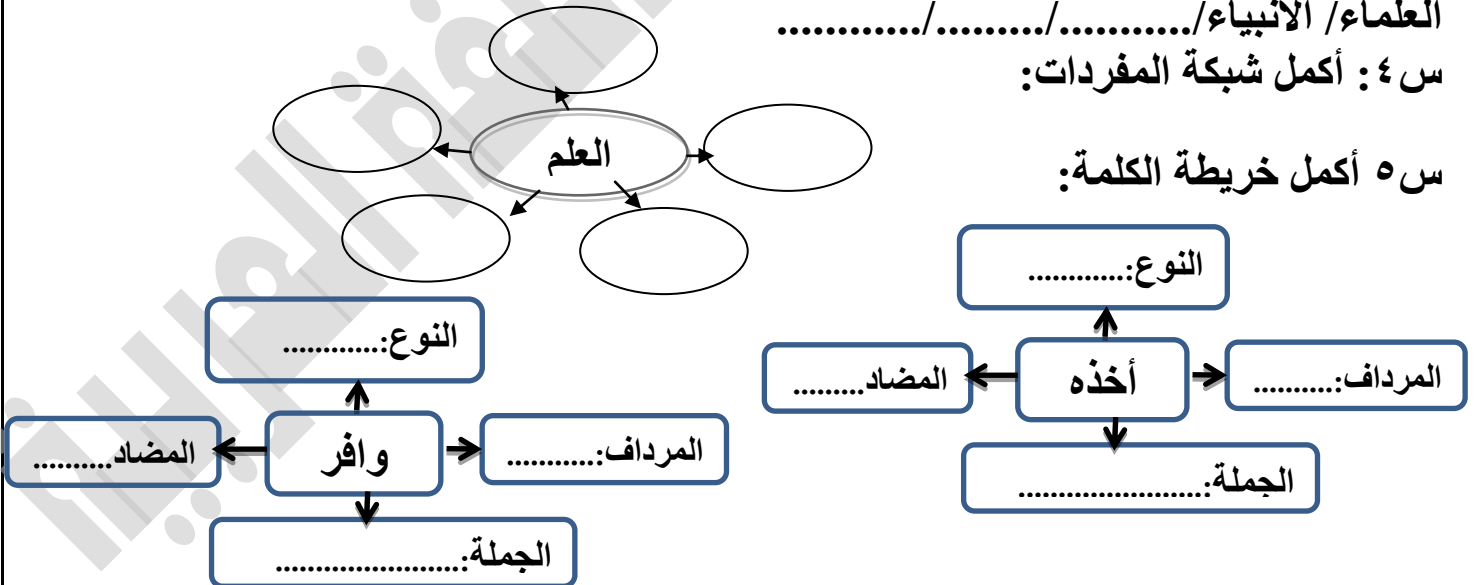 العلماء/ الأنبياء/.........../........./............
س٤: أكمل شبكة المفردات:
العلم
س٥ أكمل خريطة الكلمة:
النوع:............
المرداف:..........
أخذه
المضاد.........
الجملة:........................
النوع:............
المرداف:...........
وافر
المضاد..........
الجملة:.......................